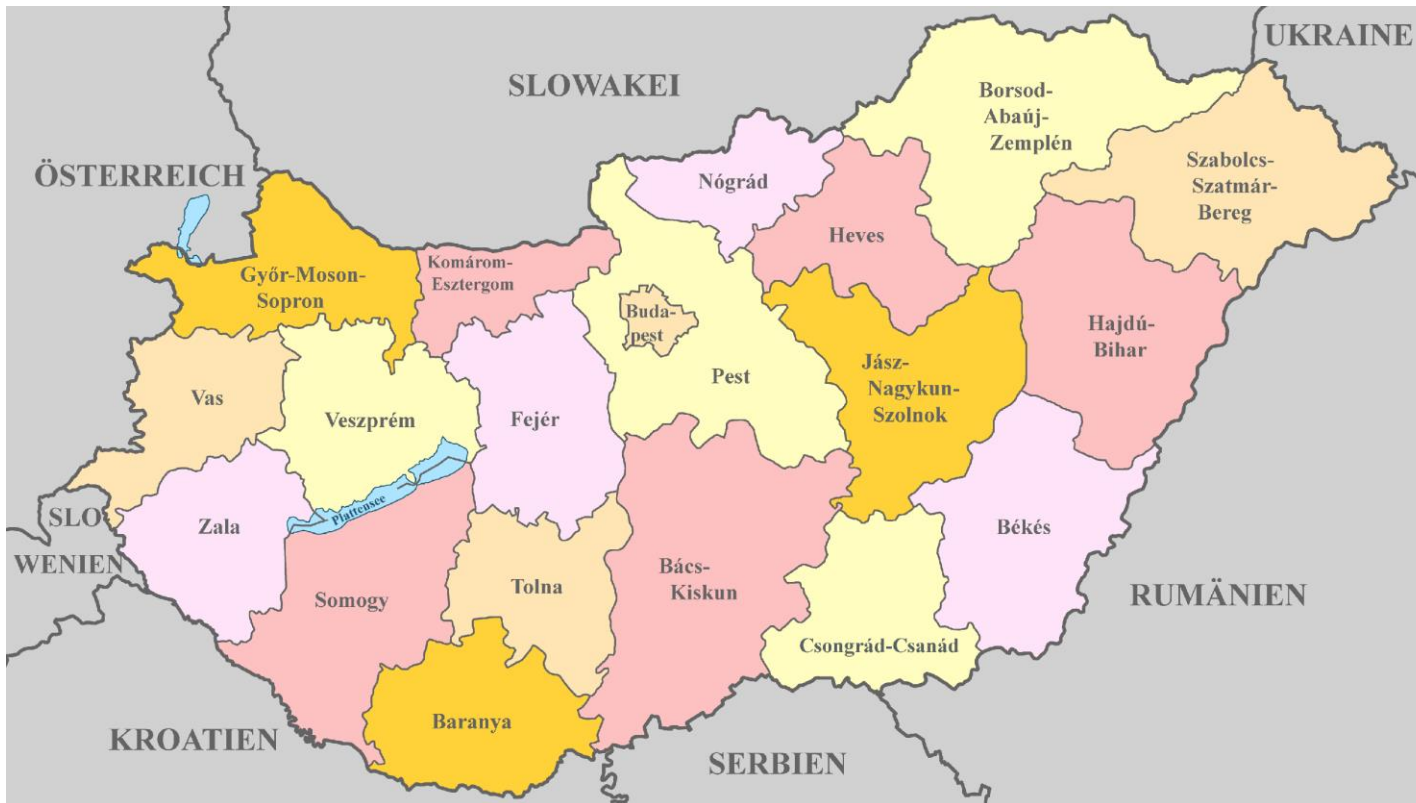 UKRAINE
SLOWAKEI
Borsod-
Abaúj-
Zemplén
ÖSTERREICH
Nógrád
Szabolcs-
Szatmár-
Bereg
Heves
Komárom-
Esztergom
Győr-Moson-
Sopron
Buda-
pest
Hajdú-
Bihar
Jász-
Nagykun-
Szolnok
Pest
Vas
Veszprém
Fejér
Plattensee
SLO
WENIEN
Zala
Békés
Tolna
Bács-
Kiskun
Somogy
RUMÄNIEN
Csongrád-Csanád
Baranya
KROATIEN
SERBIEN